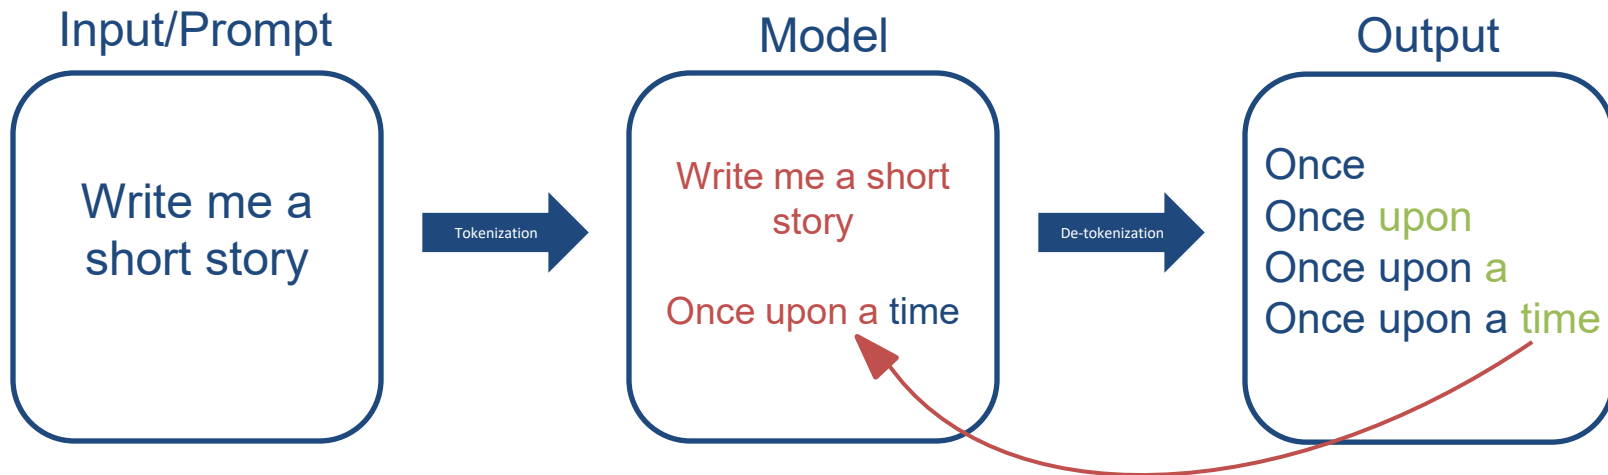 Input/Prompt
Model
Output
Write me a
short story
Tokenization
Write me a short
story
Once upon a time
De-tokenization
Once
Once upon
Once upon a
Once upon a time